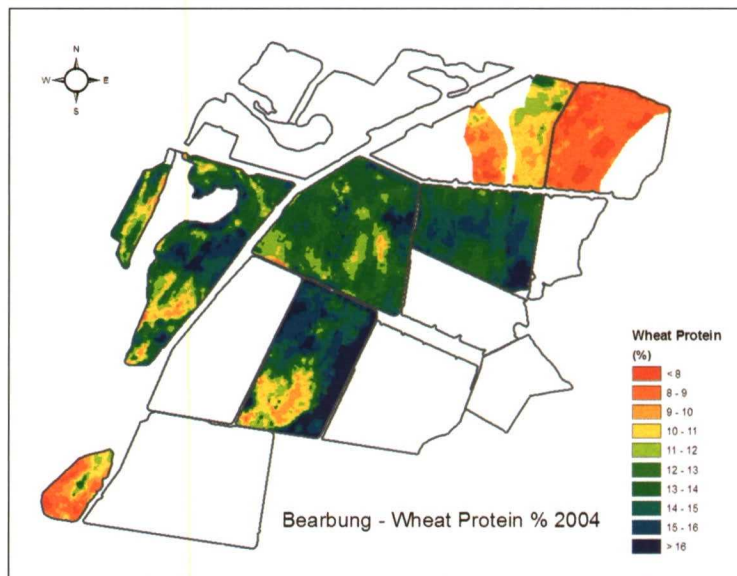 N
W E
S
Wheat Protein
(%)
< 8
8 - 9
9 - 10
10 - 11
11 - 12
12 - 13
13 - 14
14 - 15
15 - 16
> 16
Bearbung - Wheat Protein % 2004